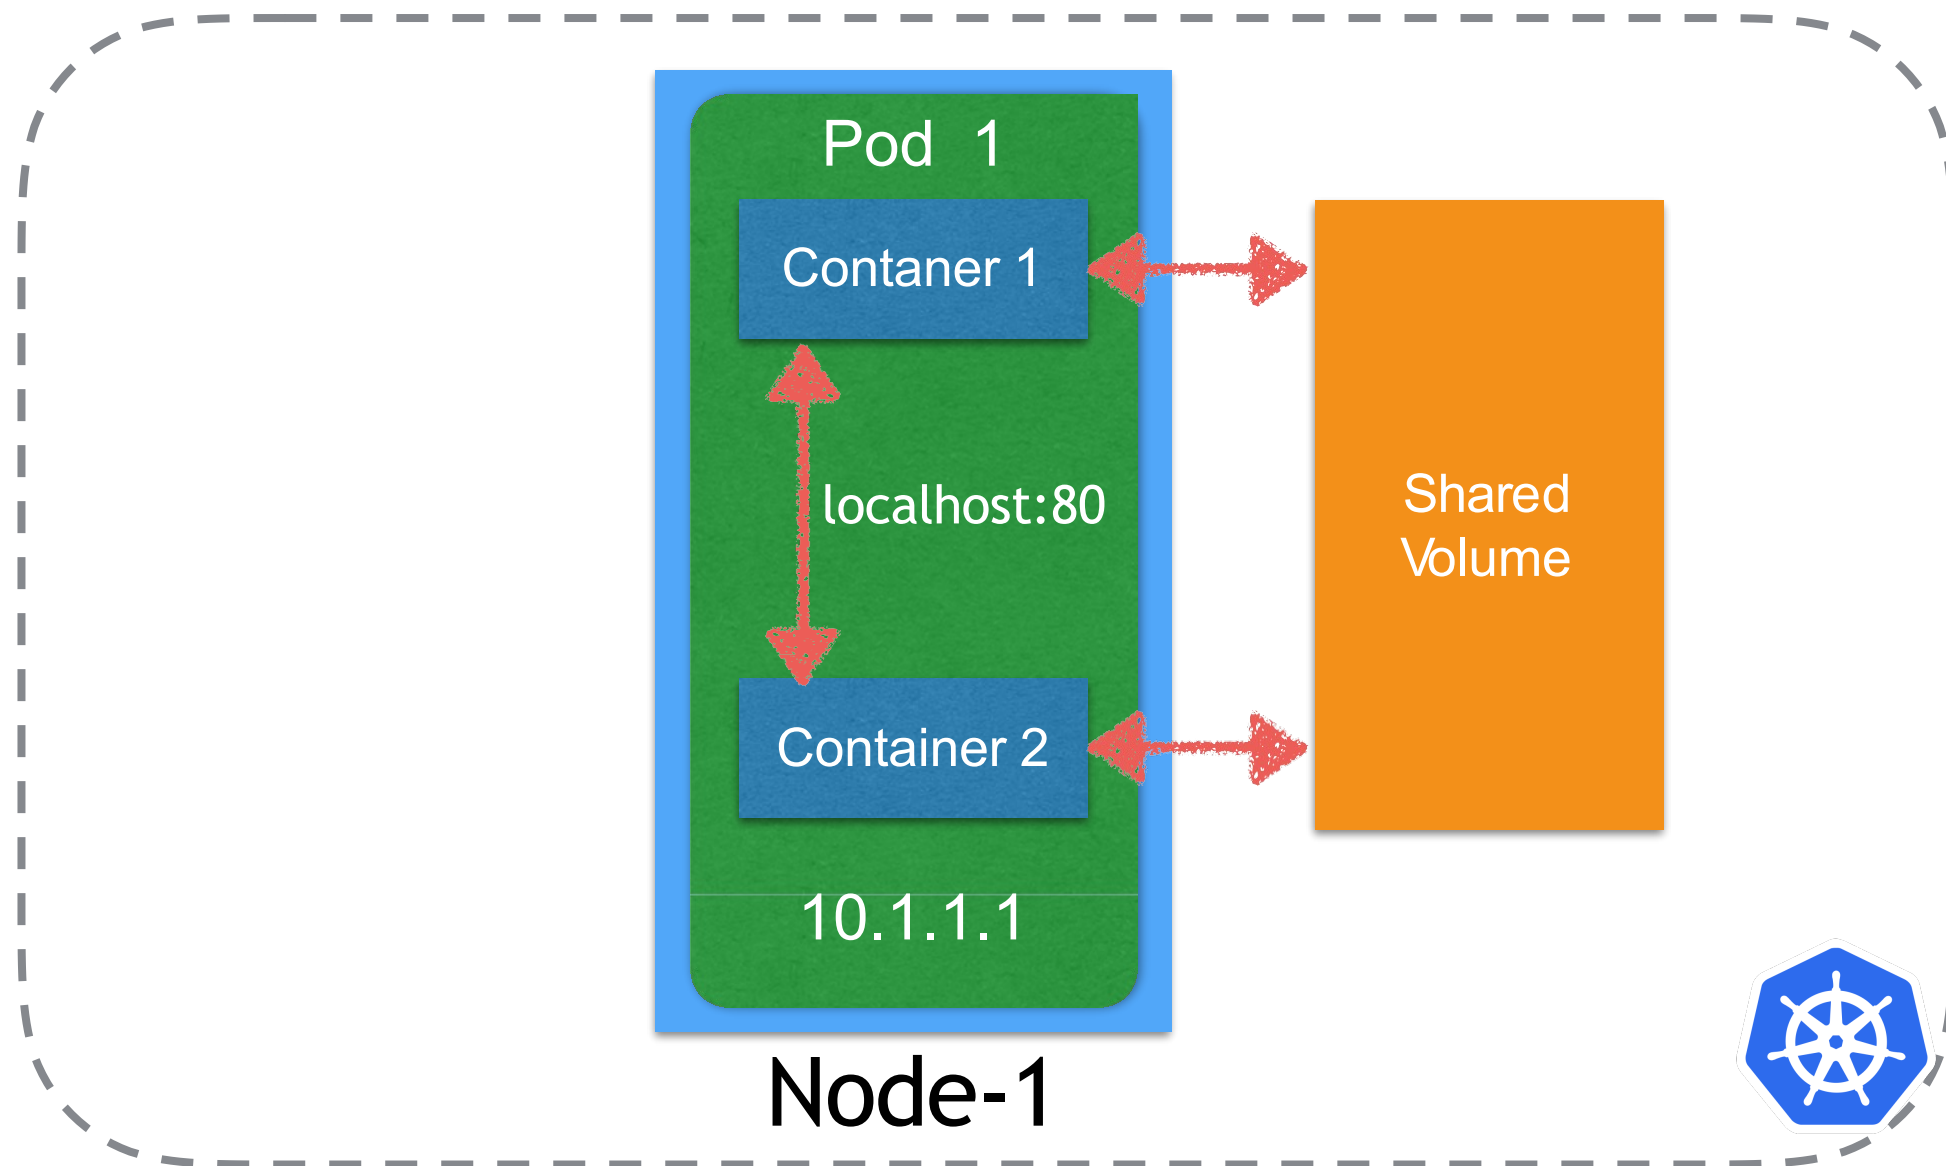 Pod 1
Contaner 1
localhost:80
Shared
Volume
Container 2
10.1.1.1
Node-1